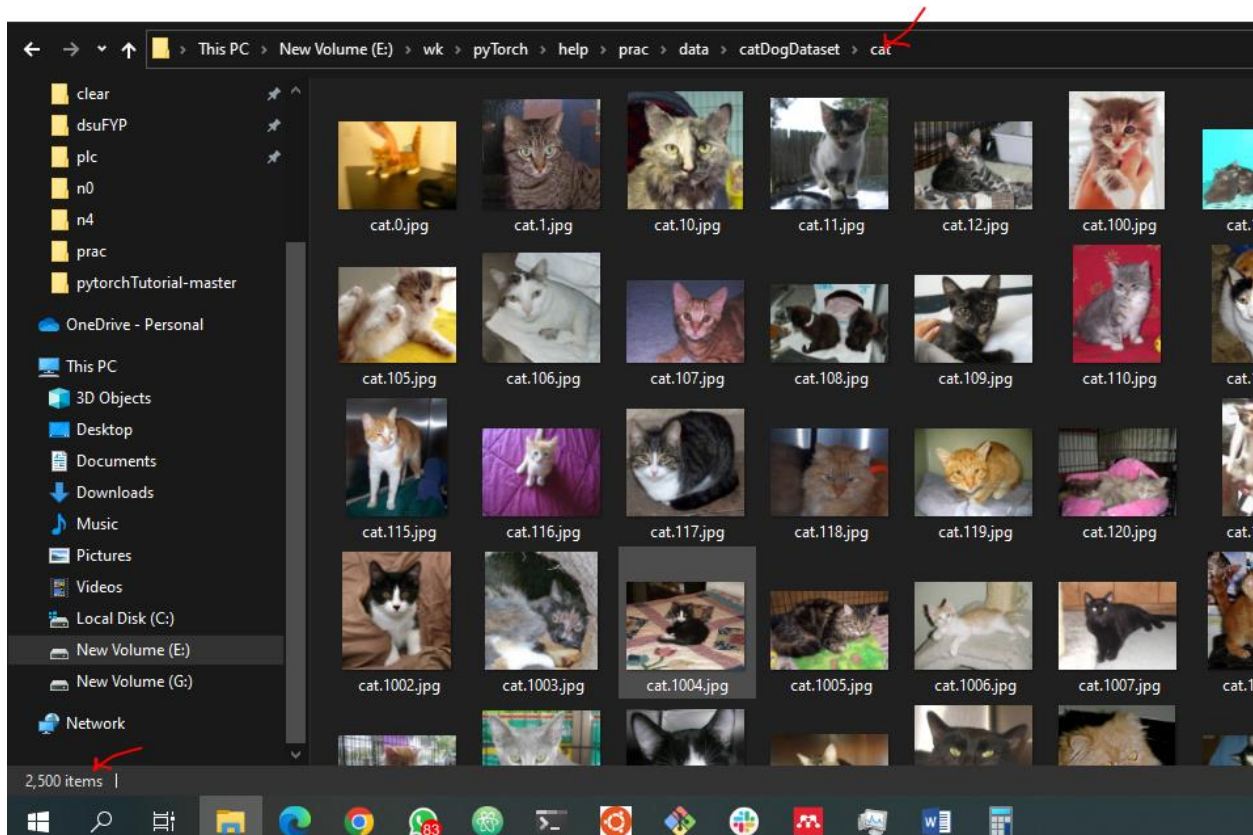 This PC > New Volume (E:) > wk > pyTorch > help > prac > data > catDogDataset > cat
clear
dsuFYP
plc
n0
n4
prac
pytorchTutorial-master
OneDrive - Personal
This PC
3D Objects
Desktop
Documents
Downloads
Music
Pictures
Videos
Local Disk (C:)
New Volume (E:)
New Volume (G:)
Network
cat.0.jpg cat.1.jpg cat.10.jpg cat.11.jpg cat.12.jpg cat.100.jpg cat.
cat.105.jpg cat.106.jpg cat.107.jpg cat.108.jpg cat.109.jpg cat.110.jpg cat.
cat.115.jpg cat.116.jpg cat.117.jpg cat.118.jpg cat.119.jpg cat.120.jpg cat.
cat.1002.jpg cat.1003.jpg cat.1004.jpg cat.1005.jpg cat.1006.jpg cat.1007.jpg cat.1
2,500 items
83